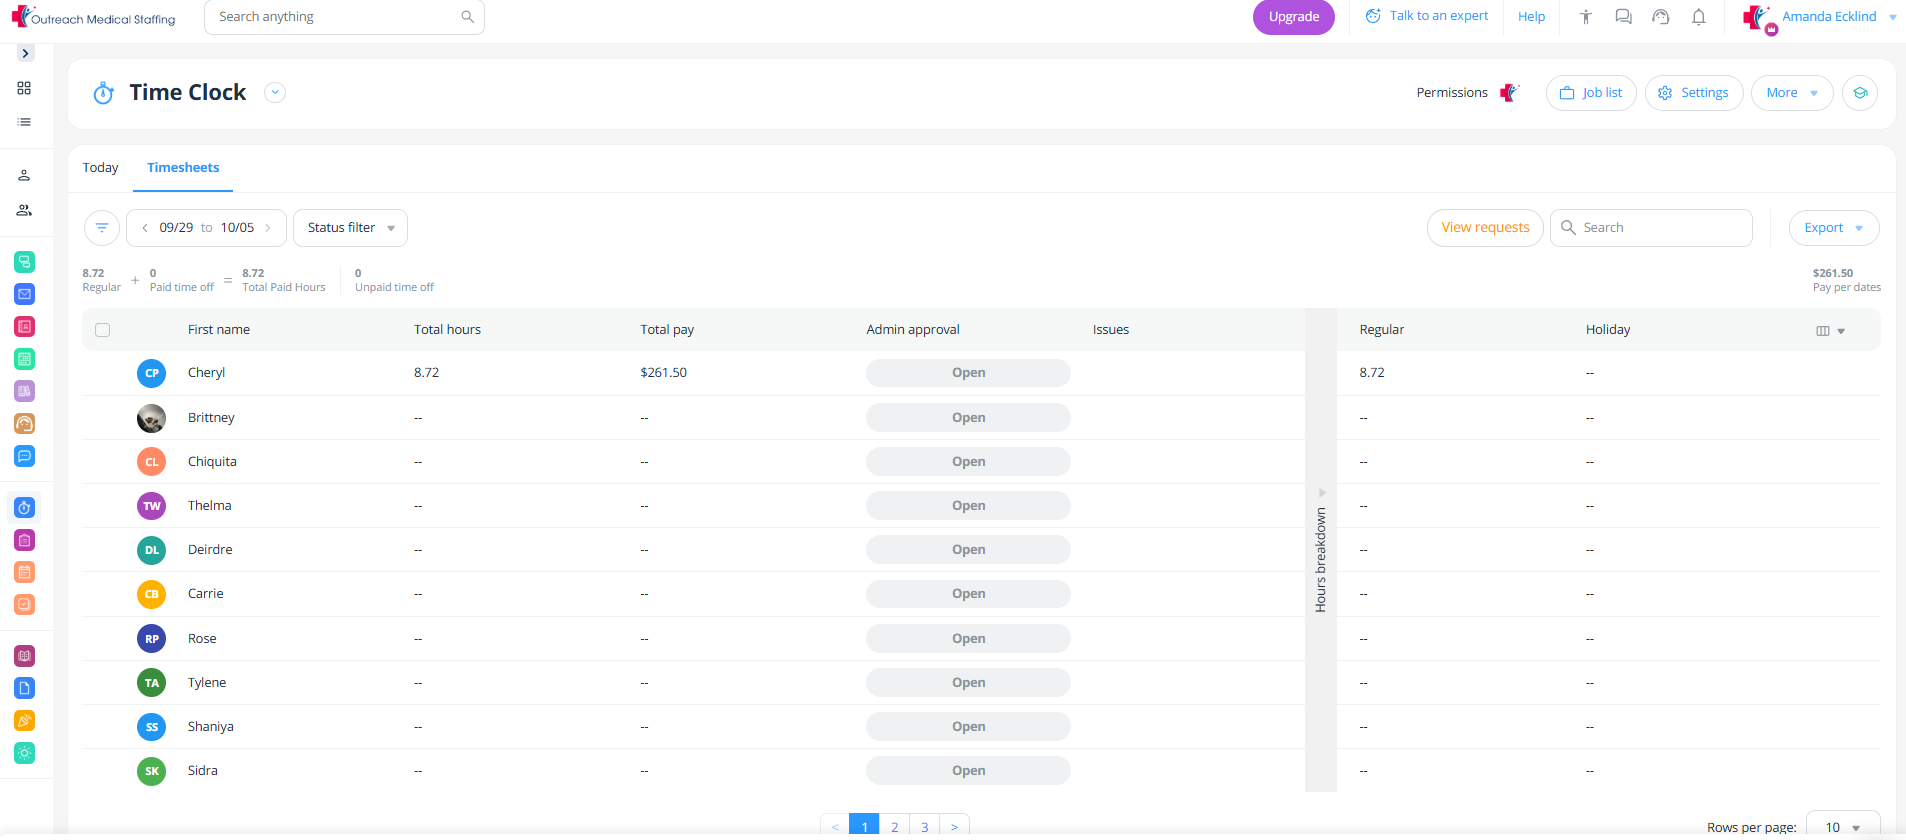 Outreach Medical Staffing
Search anything
Upgrade
Talk to an expert
Help
Amanda Ecklind
Time Clock
Permissions
Job list
Settings
More
Today
Timesheets
09/29 to 10/05
Status filter
View requests
Search
Export
8.72 + 0 = 8.72 0 $261.50
Regular Paid time off Total Paid Hours Unpaid time off Pay per dates
First name Total hours Total pay Admin approval Issues Regular Holiday
CP Cheryl 8.72 $261.50 Open 8.72 --
Brittney -- -- Open -- --
CL Chiquita -- -- Open -- --
TW Thelma -- -- Open -- --
DL Deirdre -- -- Open -- --
CB Carrie -- -- Open -- --
RP Rose -- -- Open -- --
TA Tylene -- -- Open -- --
SS Shaniya -- -- Open -- --
SK Sidra -- -- Open -- --
Hours breakdown
< 1 2 3 >
Rows per page: 10